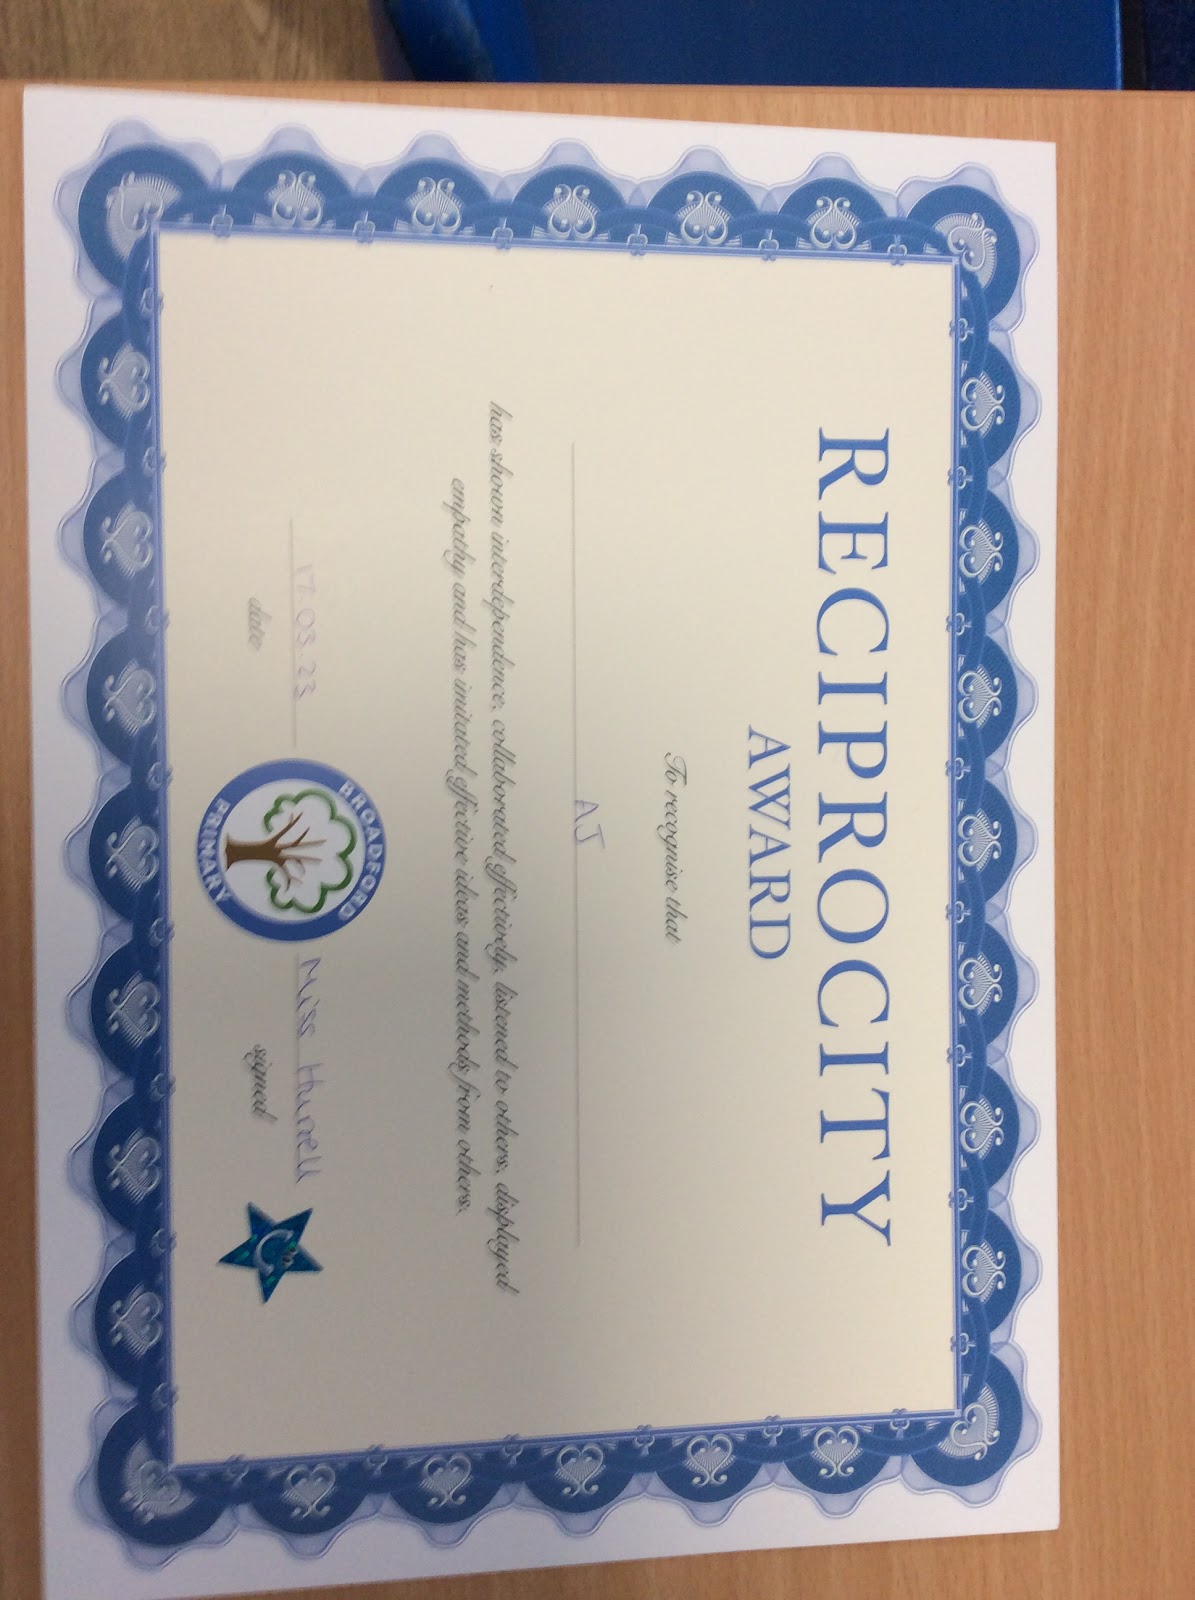 RECIPROCITY
AWARD
To recognise that
AJ
has shown interdependence, collaborated effectively, listened to others, displayed
empathy and has imitated effective ideas and methods from others.
17.03.23
date
BROADFORD
PRIMARY
Miss Hunell
signed